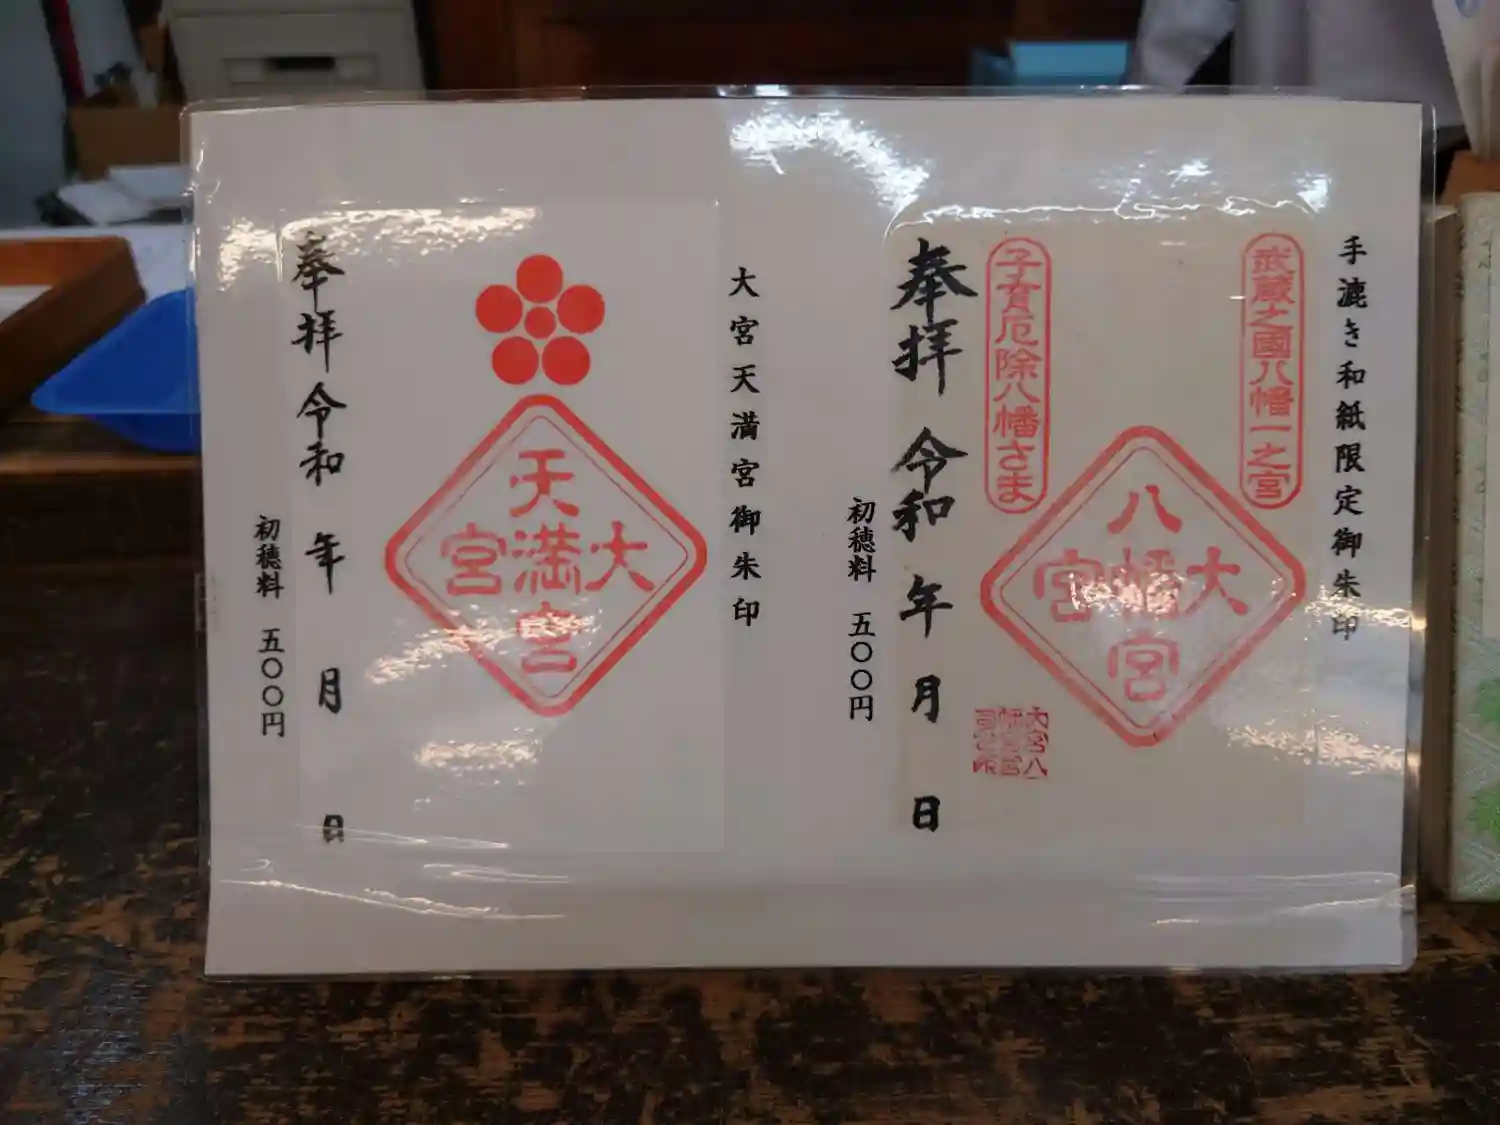 手漉き和紙限定御朱印
武蔵之國八幡一之宮
大八幡宮宮
子育厄除八幡さま
奉拝 令和 年 月 日
初穂料 五〇〇円
大宮天満宮御朱印
大天満宮宮
奉拝 令和 年 月 日
初穂料 五〇〇円